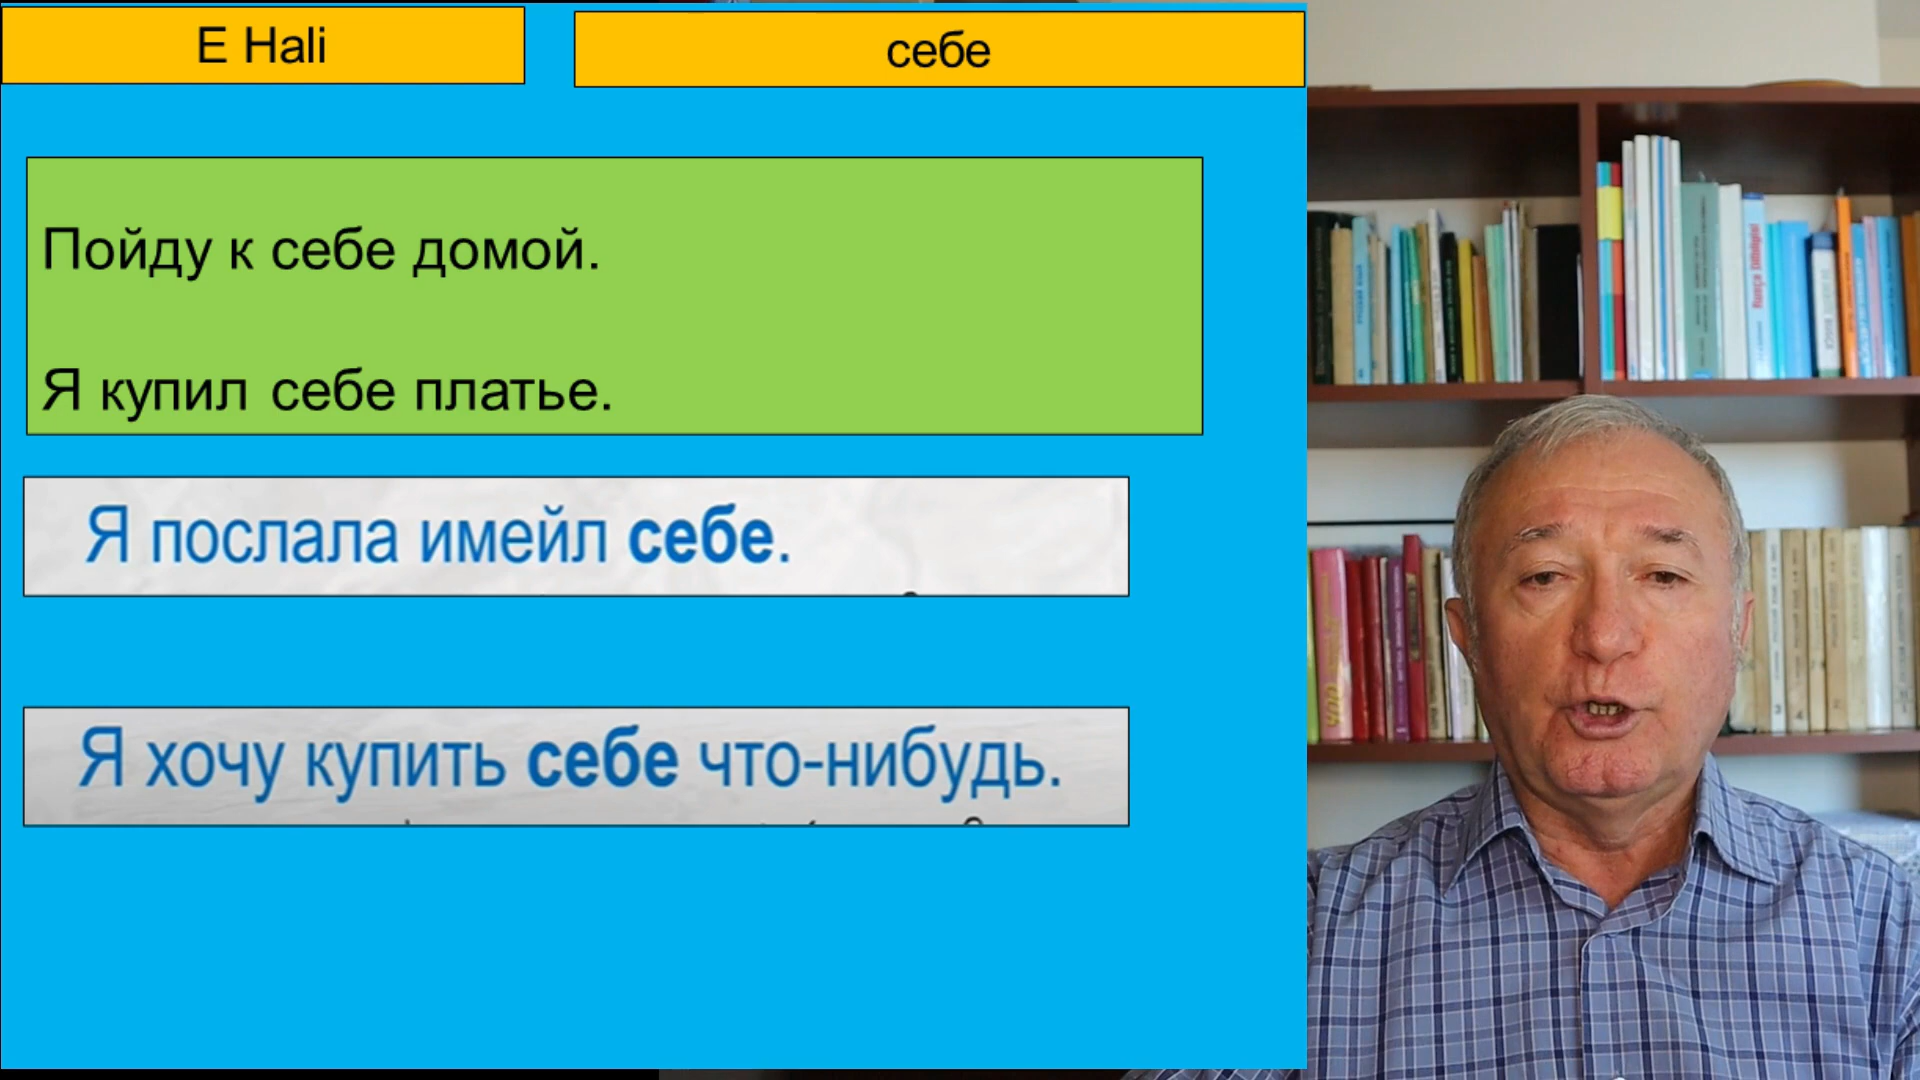 E Hali
себе
Пойду к себе домой.
Я купил себе платье.
Я послала имейл себе.
Я хочу купить себе что-нибудь.